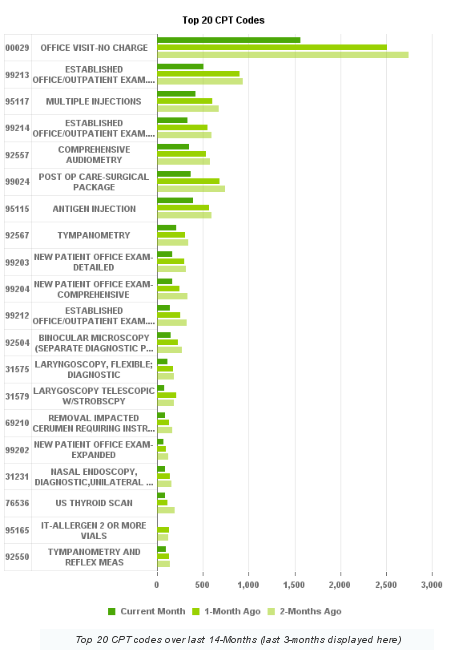 Top 20 CPT Codes
00029 OFFICE VISIT-NO CHARGE
99213 ESTABLISHED
OFFICE/OUTPATIENT EXAM....
95117 MULTIPLE INJECTIONS
99214 ESTABLISHED
OFFICE/OUTPATIENT EXAM....
92557 COMPREHENSIVE
AUDIOMETRY
99024 POST OP CARE-SURGICAL
PACKAGE
95115 ANTIGEN INJECTION
92567 TYMPANOMETRY
99203 NEW PATIENT OFFICE EXAM-
DETAILED
99204 NEW PATIENT OFFICE EXAM-
COMPREHENSIVE
99212 ESTABLISHED
OFFICE/OUTPATIENT EXAM....
92504 BINOCULAR MICROSCOPY
(SEPARATE DIAGNOSTIC P...
31575 LARYNGOSCOPY, FLEXIBLE;
DIAGNOSTIC
31579 LARYGOSCOPY TELESCOPIC
W/STROBSCPY
69210 REMOVAL IMPACTED
CERUMEN REQUIRING INSTR...
99202 NEW PATIENT OFFICE EXAM-
EXPANDED
31231 NASAL ENDOSCOPY,
DIAGNOSTIC,UNILATERAL ...
76536 US THYROID SCAN
95165 IT-ALLERGEN 2 OR MORE
VIALS
92550 TYMPANOMETRY AND
REFLEX MEAS
0 500 1,000 1,500 2,000 2,500 3,000
Current Month 1-Month Ago 2-Months Ago
Top 20 CPT codes over last 14-Months (last 3-months displayed here)